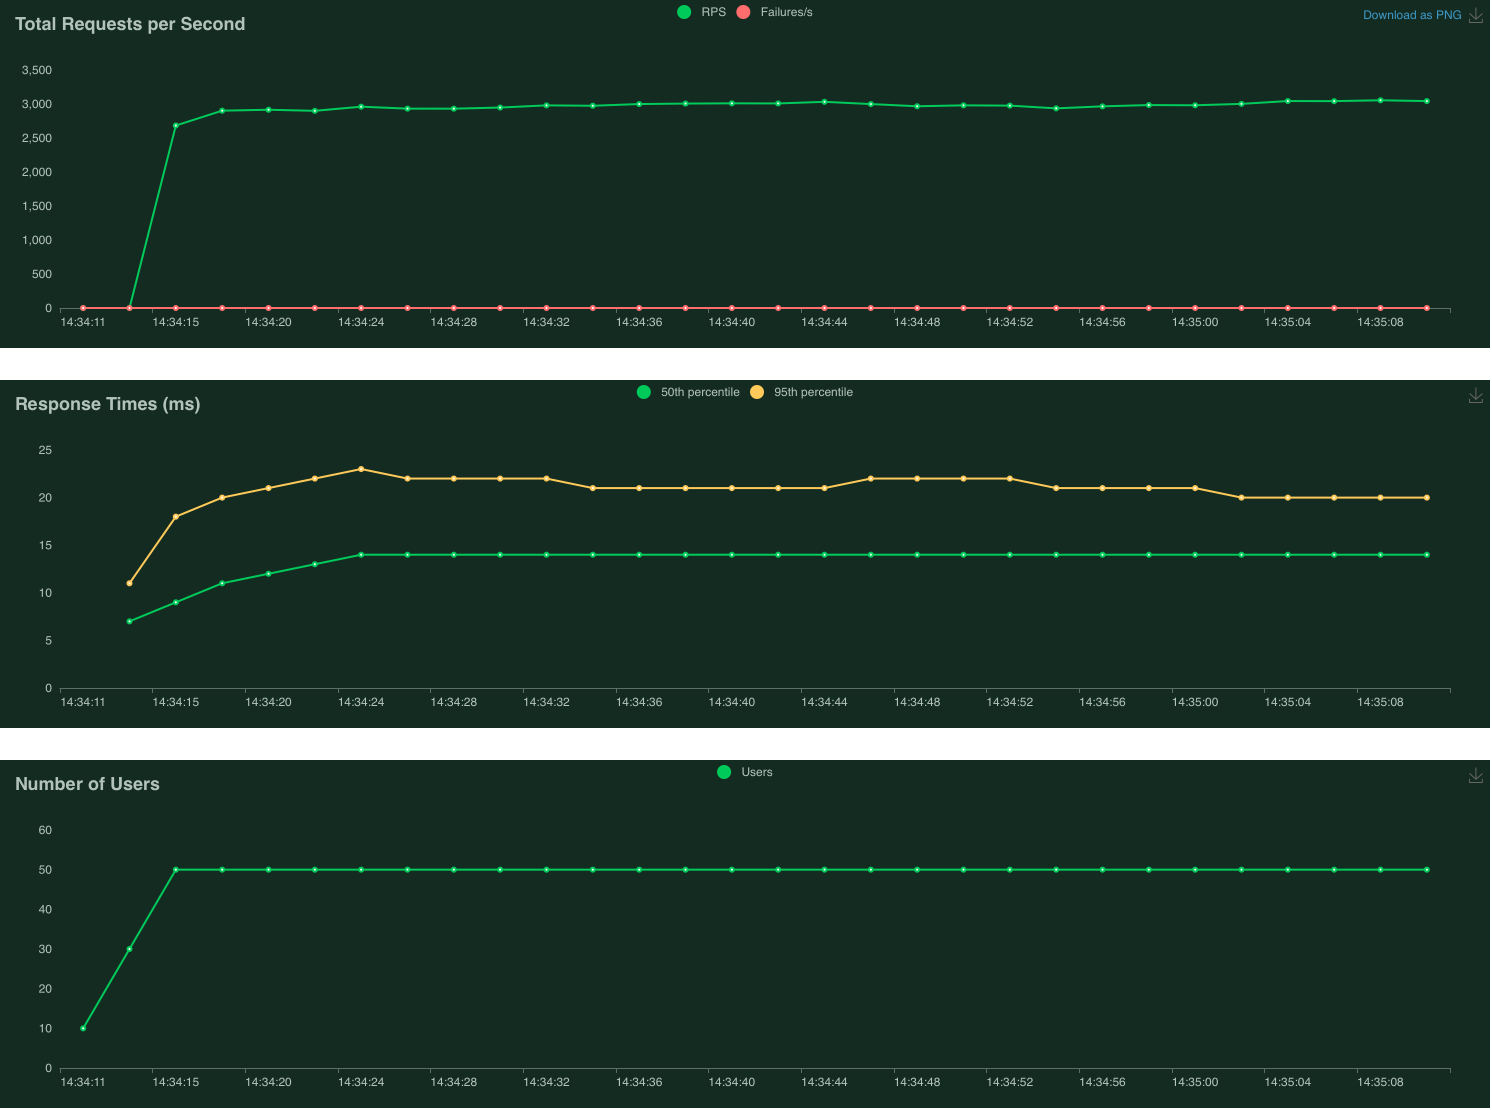 RPS Failures/s
Download as PNG
Total Requests per Second
3,500
3,000
2,500
2,000
1,500
1,000
500
0
14:34:11 14:34:15 14:34:20 14:34:24 14:34:28 14:34:32 14:34:36 14:34:40 14:34:44 14:34:48 14:34:52 14:34:56 14:35:00 14:35:04 14:35:08
50th percentile 95th percentile
Response Times (ms)
25
20
15
10
5
0
14:34:11 14:34:15 14:34:20 14:34:24 14:34:28 14:34:32 14:34:36 14:34:40 14:34:44 14:34:48 14:34:52 14:34:56 14:35:00 14:35:04 14:35:08
Users
Number of Users
60
50
40
30
20
10
0
14:34:11 14:34:15 14:34:20 14:34:24 14:34:28 14:34:32 14:34:36 14:34:40 14:34:44 14:34:48 14:34:52 14:34:56 14:35:00 14:35:04 14:35:08